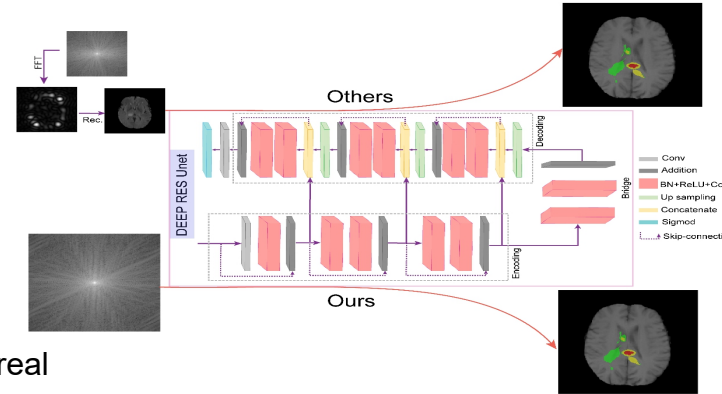 FFT
Rec.
Others
DEEP RES Unet
Decoding
Encoding
Bridge
Conv
Addition
BN+ReLU+Co
Up sampling
Concatenate
Sigmod
Skip-connecti
Ours
real